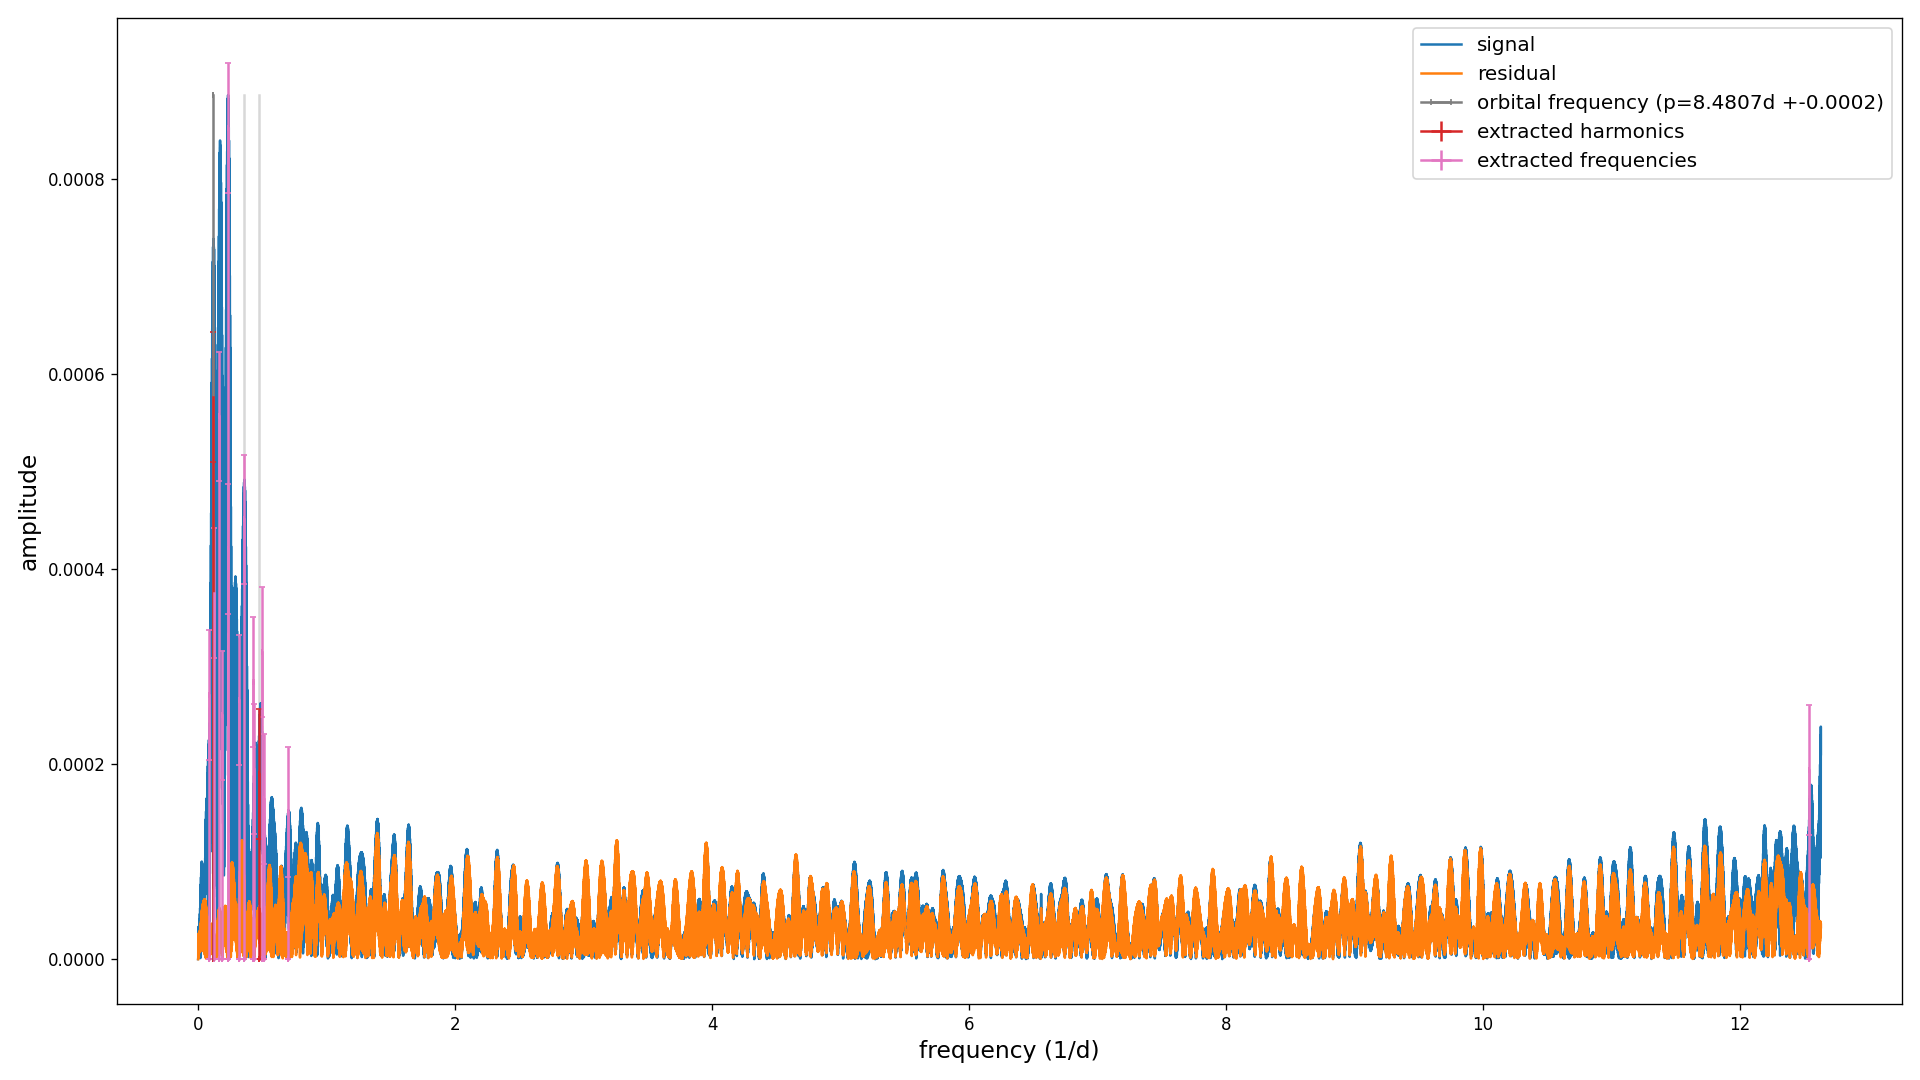 signal
residual
orbital frequency (p=8.4807d +-0.0002)
extracted harmonics
extracted frequencies
amplitude
0.0008
0.0006
0.0004
0.0002
0.0000
0 2 4 6 8 10 12
frequency (1/d)